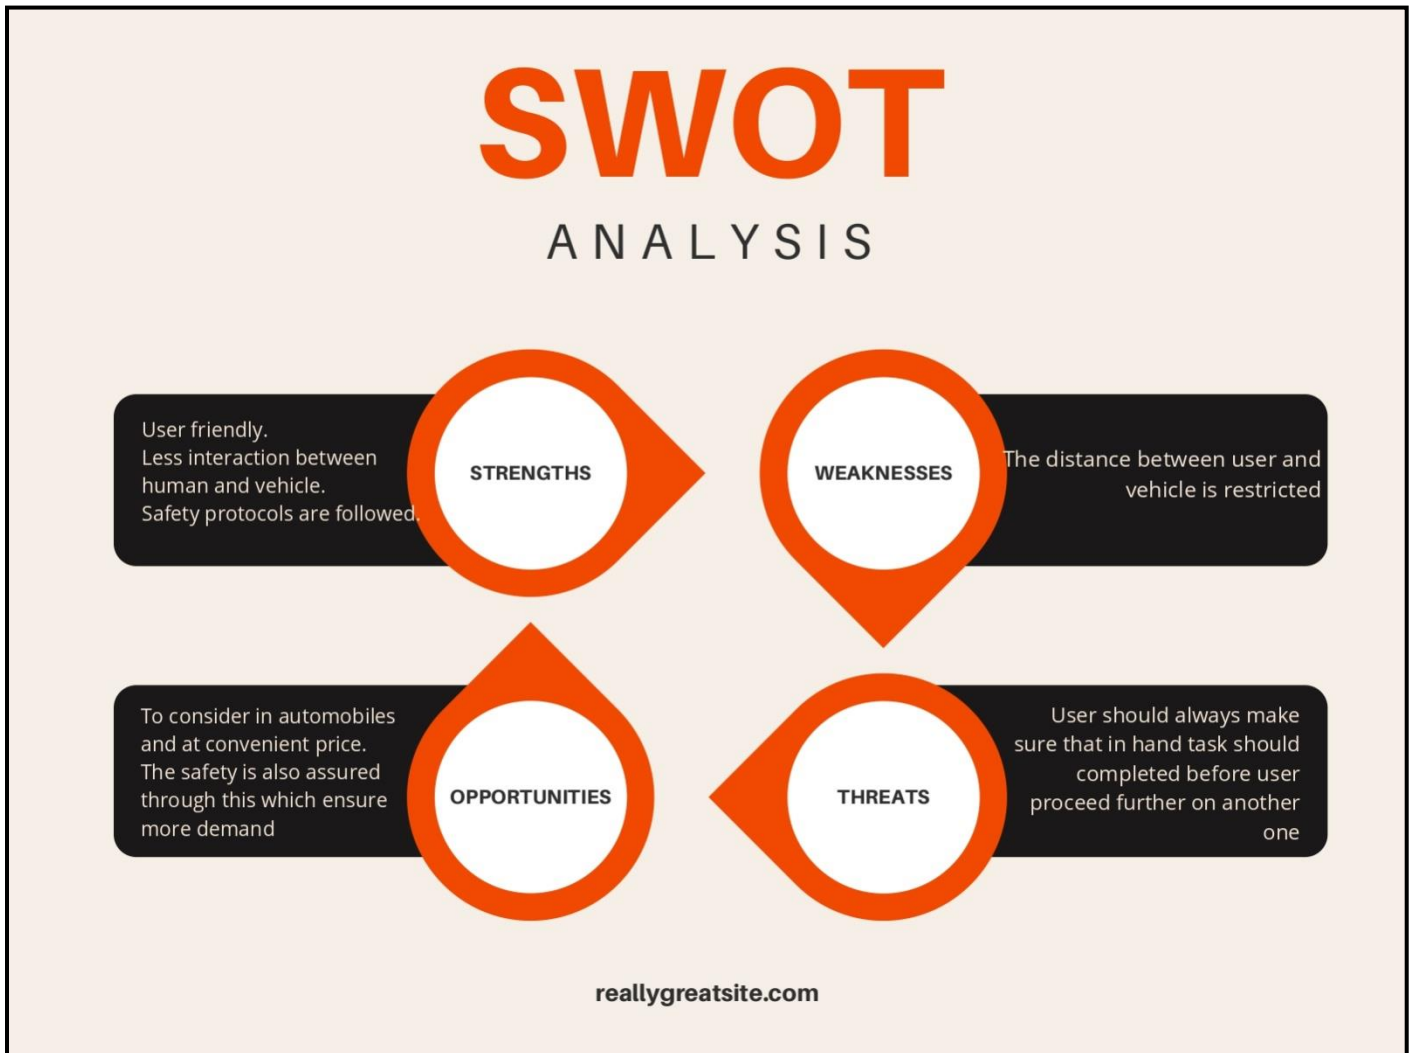 SWOT
ANALYSIS
User friendly.
Less interaction between
human and vehicle.
Safety protocols are followed.
STRENGTHS
WEAKNESSES
The distance between user and
vehicle is restricted
To consider in automobiles
and at convenient price.
The safety is also assured
through this which ensure
more demand
OPPORTUNITIES
THREATS
User should always make
sure that in hand task should
completed before user
proceed further on another
one
reallygreatsite.com